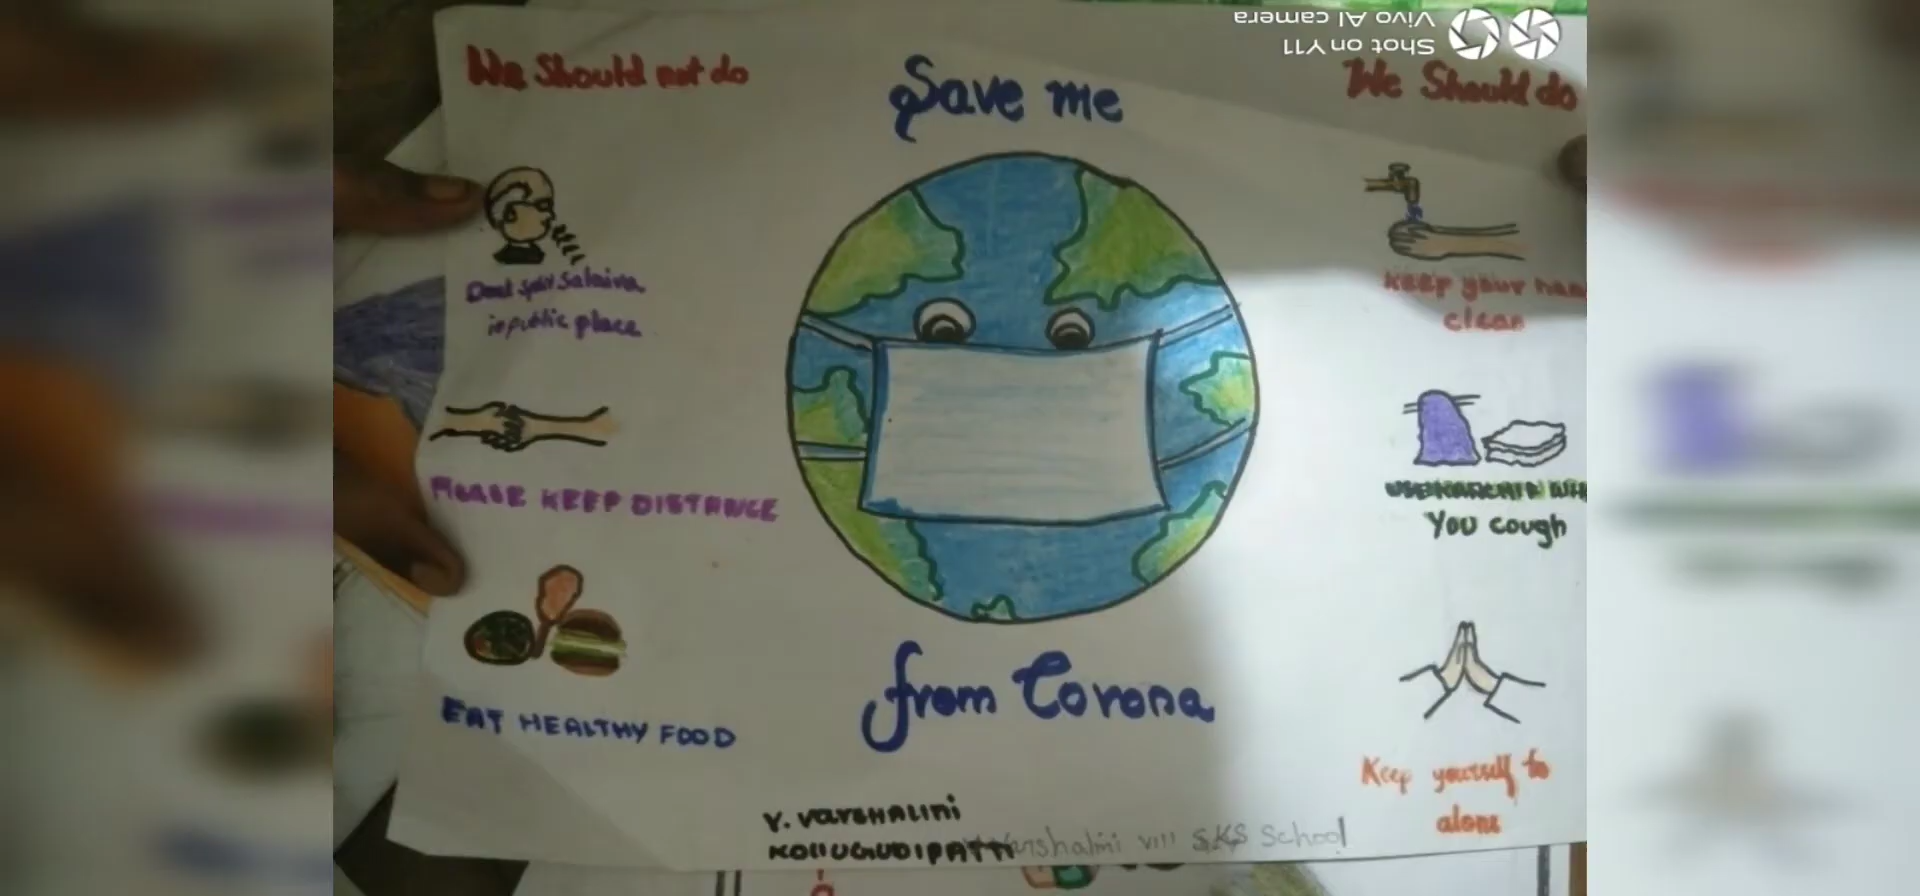 We Should not do
Save me
We Should do
Dont spit Salaiva
in public place
Keep your
clean
PLEASE KEEP DISTANCE
You cough
EAT HEALTHY FOOD
from Corona
Keep yourself to
alone
Y. VARSHALINI
Varshalini VIII SKS School
Shot on Y11
Vivo AI camera